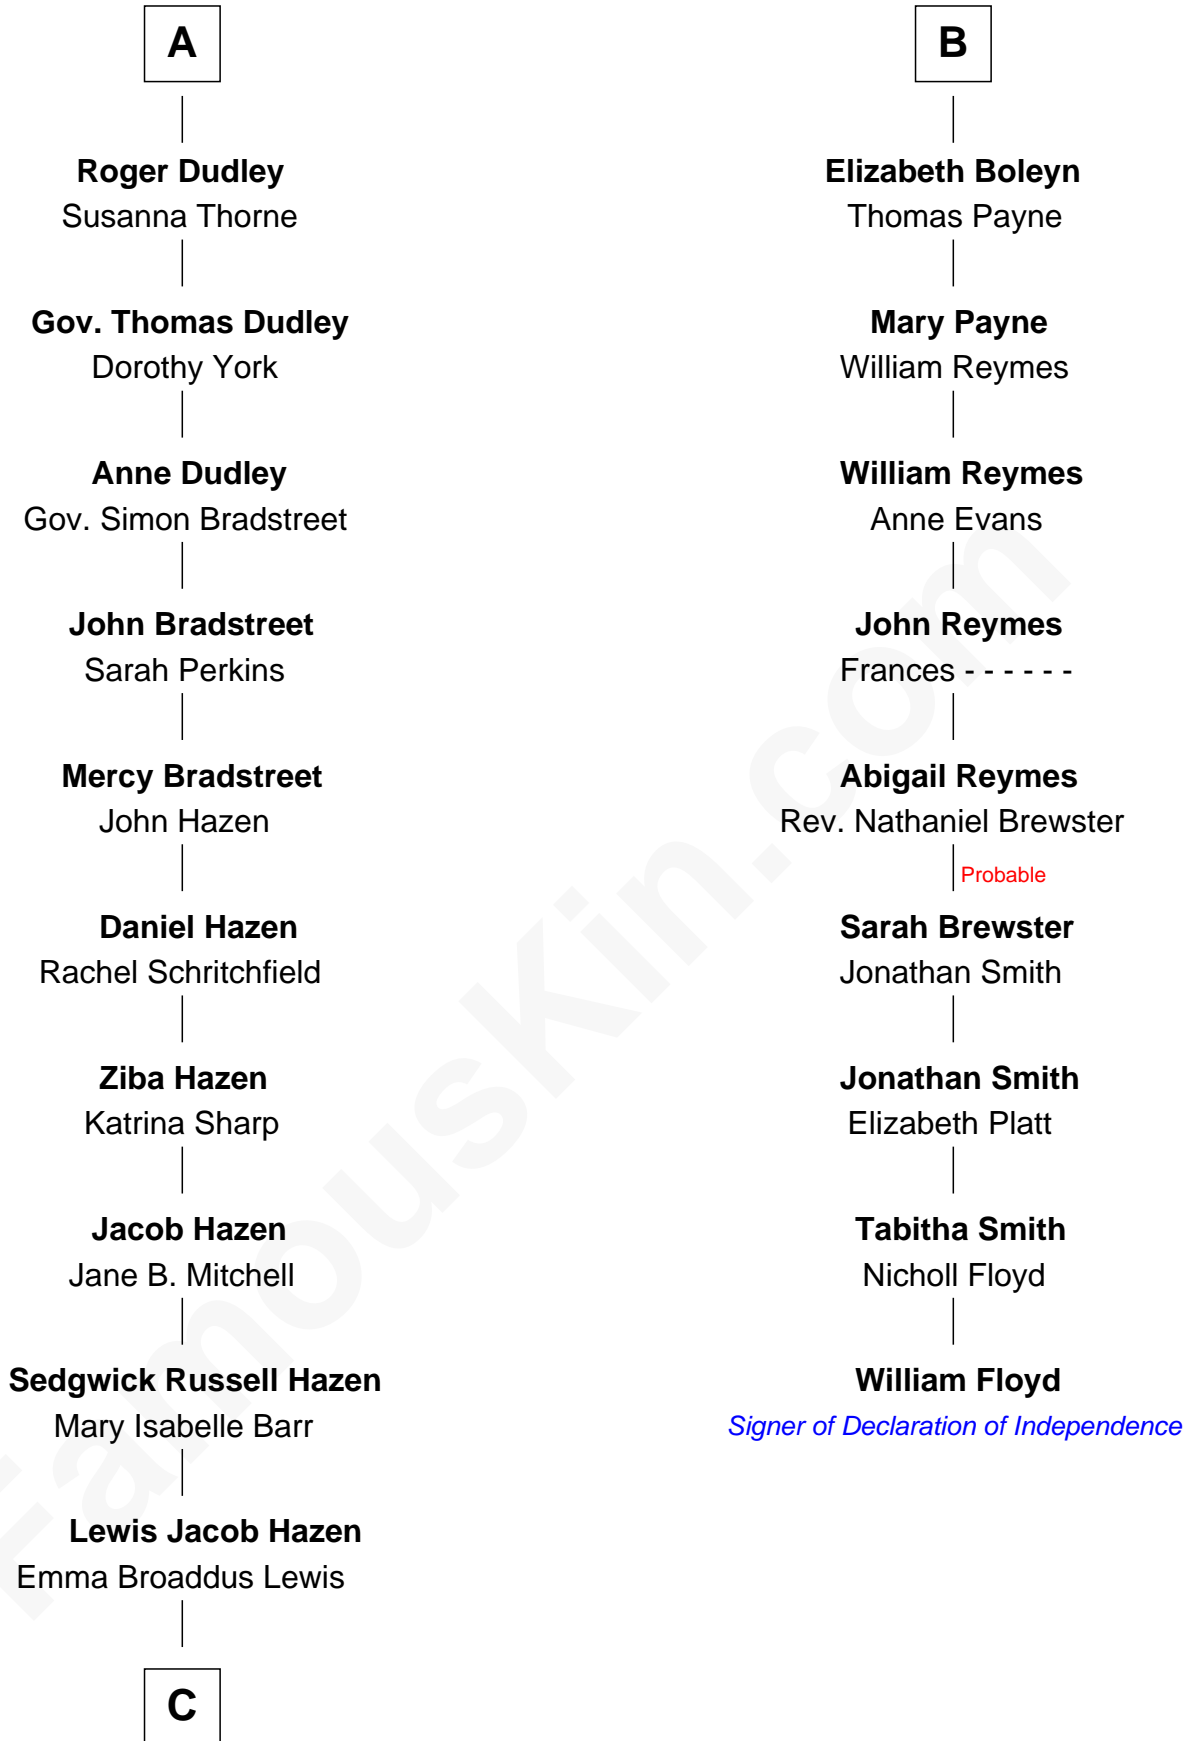 A
Roger Dudley
Susanna Thorne
Gov. Thomas Dudley
Dorothy York
Anne Dudley
Gov. Simon Bradstreet
John Bradstreet
Sarah Perkins
Mercy Bradstreet
John Hazen
Daniel Hazen
Rachel Schritchfield
Ziba Hazen
Katrina Sharp
Jacob Hazen
Jane B. Mitchell
Sedgwick Russell Hazen
Mary Isabelle Barr
Lewis Jacob Hazen
Emma Broaddus Lewis
C
B
Elizabeth Boleyn
Thomas Payne
Mary Payne
William Reymes
William Reymes
Anne Evans
John Reymes
Frances - - - - - -
Abigail Reymes
Rev. Nathaniel Brewster
Probable
Sarah Brewster
Jonathan Smith
Jonathan Smith
Elizabeth Platt
Tabitha Smith
Nicholl Floyd
William Floyd
Signer of Declaration of Independence
FamousKin.com